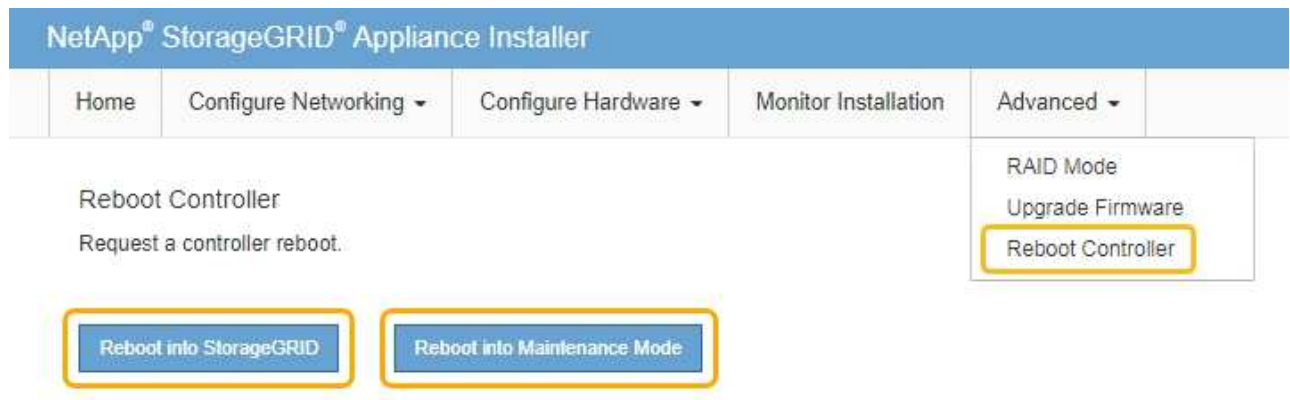 NetApp® StorageGRID® Appliance Installer
Home Configure Networking Configure Hardware Monitor Installation Advanced
RAID Mode
Upgrade Firmware
Reboot Controller
Reboot Controller
Request a controller reboot.
Reboot into StorageGRID Reboot into Maintenance Mode